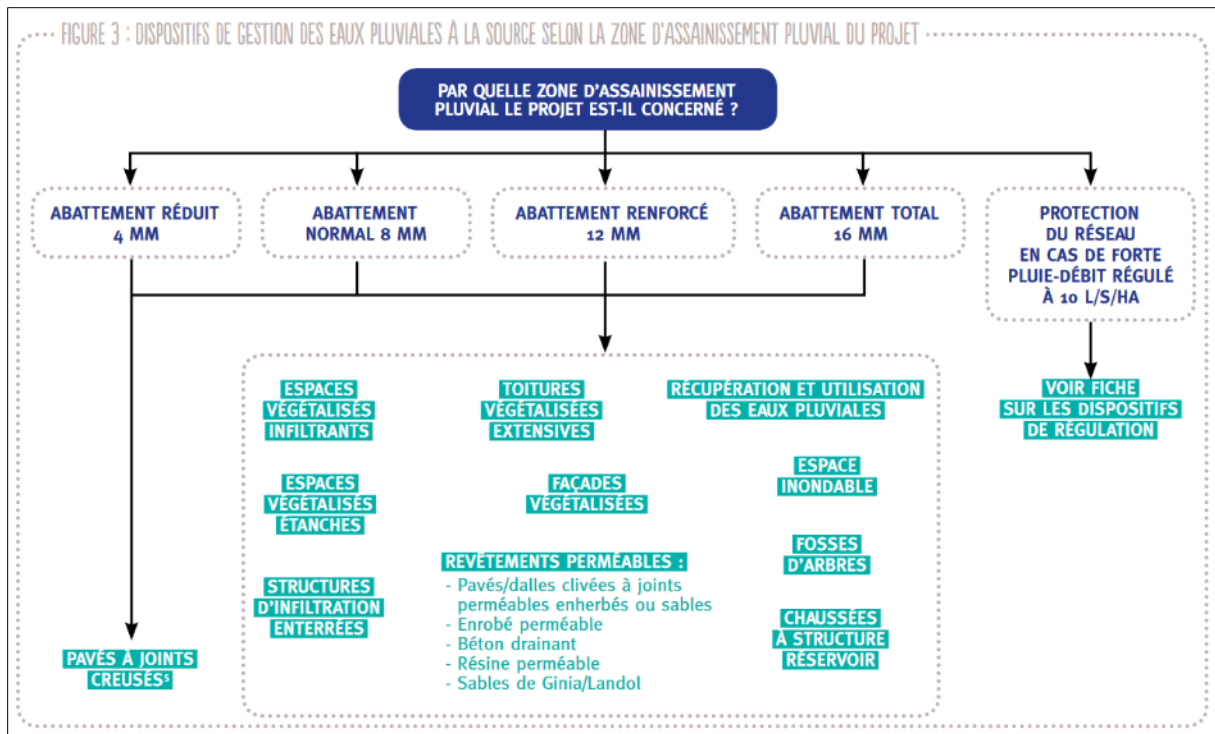 FIGURE 3 : DISPOSITIFS DE GESTION DES EAUX PLUVIALES À LA SOURCE SELON LA ZONE D'ASSAINISSEMENT PLUVIAL DU PROJET
PAR QUELLE ZONE D'ASSAINISSEMENT
PLUVIAL LE PROJET EST-IL CONCERNÉ ?
ABATTEMENT RÉDUIT
4 MM
ABATTEMENT
NORMAL 8 MM
ABATTEMENT RENFORCÉ
12 MM
ABATTEMENT TOTAL
16 MM
PROTECTION
DU RÉSEAU
EN CAS DE FORTE
PLUIE-DÉBIT RÉGULÉ
À 10 L/S/HA
ESPACES
VÉGÉTALISÉS
INFILTRANTS
TOITURES
VÉGÉTALISÉES
EXTENSIVES
RÉCUPÉRATION ET UTILISATION
DES EAUX PLUVIALES
VOIR FICHE
SUR LES DISPOSITIFS
DE RÉGULATION
ESPACES
VÉGÉTALISÉS
ÉTANCHES
FAÇADES
VÉGÉTALISÉES
ESPACE
INONDABLE
STRUCTURES
D'INFILTRATION
ENTERRÉES
REVÊTEMENTS PERMÉABLES :
- Pavés/dalles clivées à joints
perméables enherbés ou sables
- Enrobé perméable
- Béton drainant
- Résine perméable
- Sables de Ginia/Landol
FOSSES
D'ARBRES
CHAUSSÉES
À STRUCTURE
RÉSERVOIR
PAVÉS À JOINTS
CREUSÉS⁵